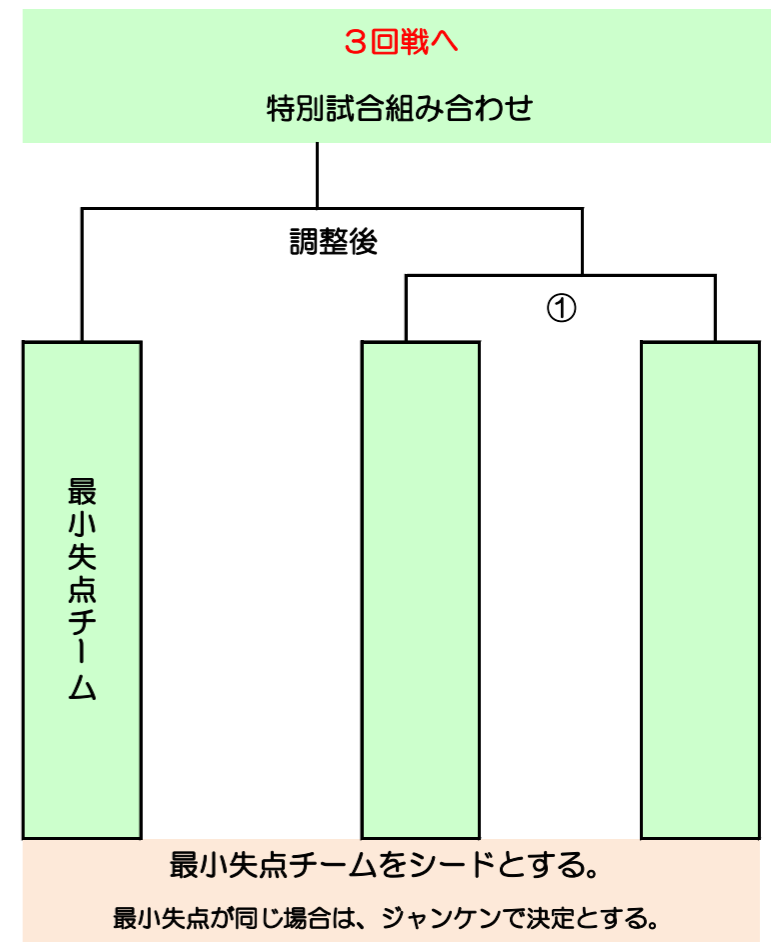 ３回戦へ
特別試合組み合わせ
調整後
①
最小失点チーム
最小失点チームをシードとする。
最小失点が同じ場合は、ジャンケンで決定とする。